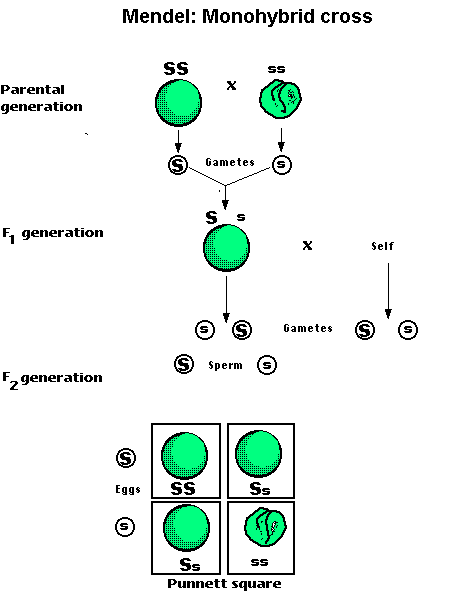 Mendel: Monohybrid cross
SS x ss
Parental
generation
S Gametes s
S s
F1 generation x Self
s S Gametes S s
S Sperm s
F2 generation
S
SS Ss
Eggs
s
Ss ss
Punnett square